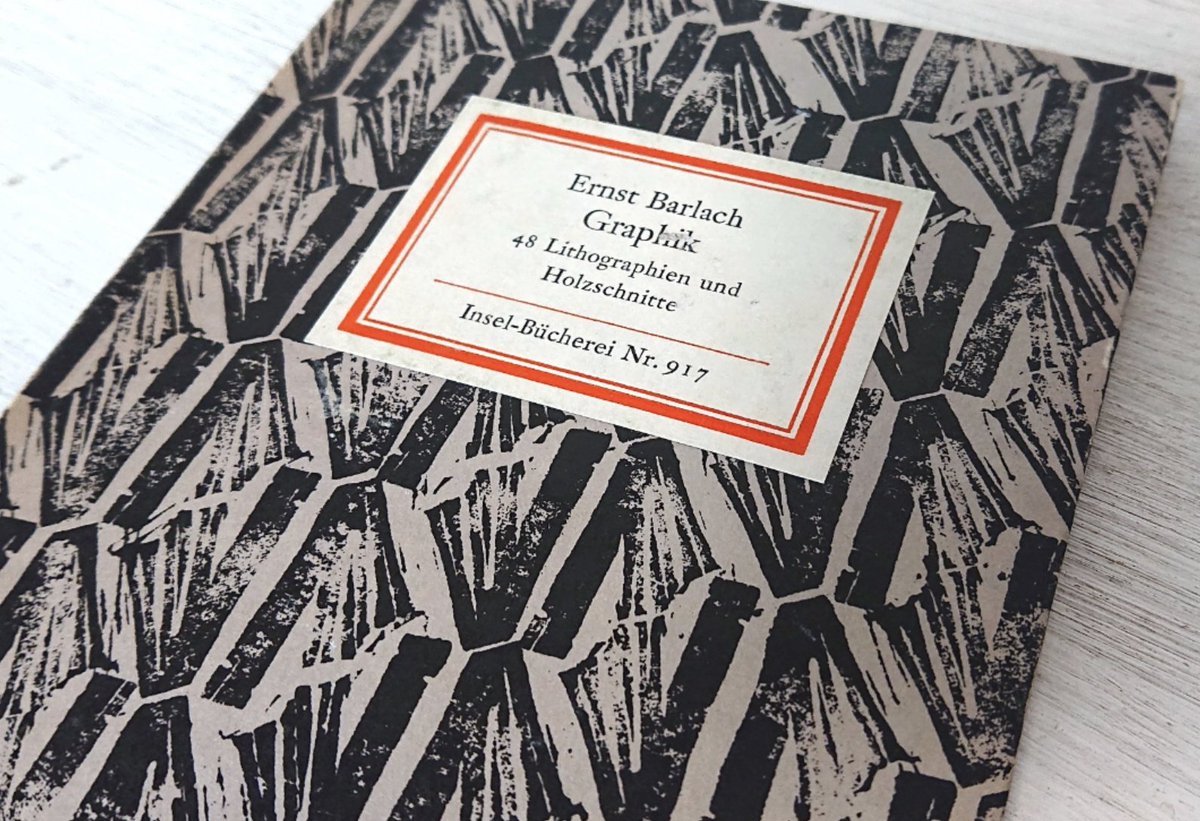 Ernst Barlach
Graphik
48 Lithographien und
Holzschnitte
Insel-Bücherei Nr. 917